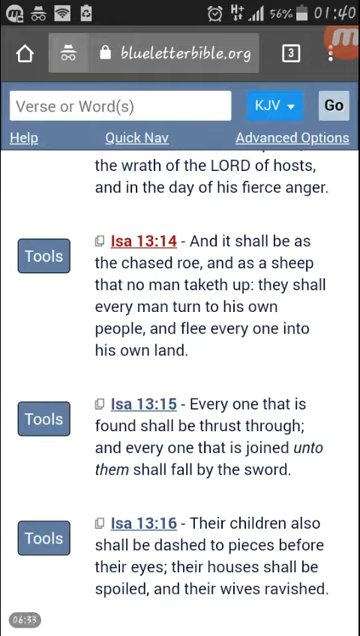 56% 01:40
blueletterbible.org 3
Verse or Word(s) KJV Go
Help Quick Nav Advanced Options
the wrath of the LORD of hosts,
and in the day of his fierce anger.
Tools
Isa 13:14 - And it shall be as
the chased roe, and as a sheep
that no man taketh up: they shall
every man turn to his own
people, and flee every one into
his own land.
Tools
Isa 13:15 - Every one that is
found shall be thrust through;
and every one that is joined unto
them shall fall by the sword.
Tools
Isa 13:16 - Their children also
shall be dashed to pieces before
their eyes; their houses shall be
spoiled, and their wives ravished.
06:33